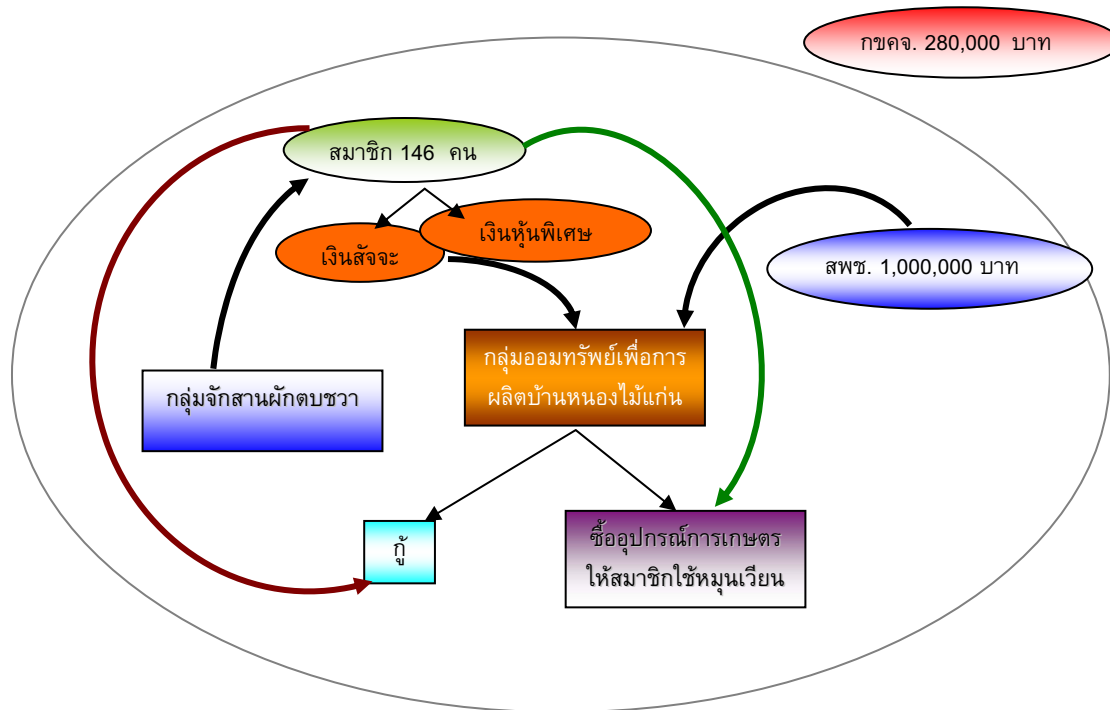 กขคจ. 280,000 บาท
สมาชิก 146 คน
เงินหุ้นพิเศษ
เงินสัจจะ
สพช. 1,000,000 บาท
กลุ่มออมทรัพย์เพื่อการ
ผลิตบ้านหนองไม้แก่น
กลุ่มจักสานผักตบชวา
กู้
ซื้ออุปกรณ์การเกษตร
ให้สมาชิกใช้หมุนเวียน